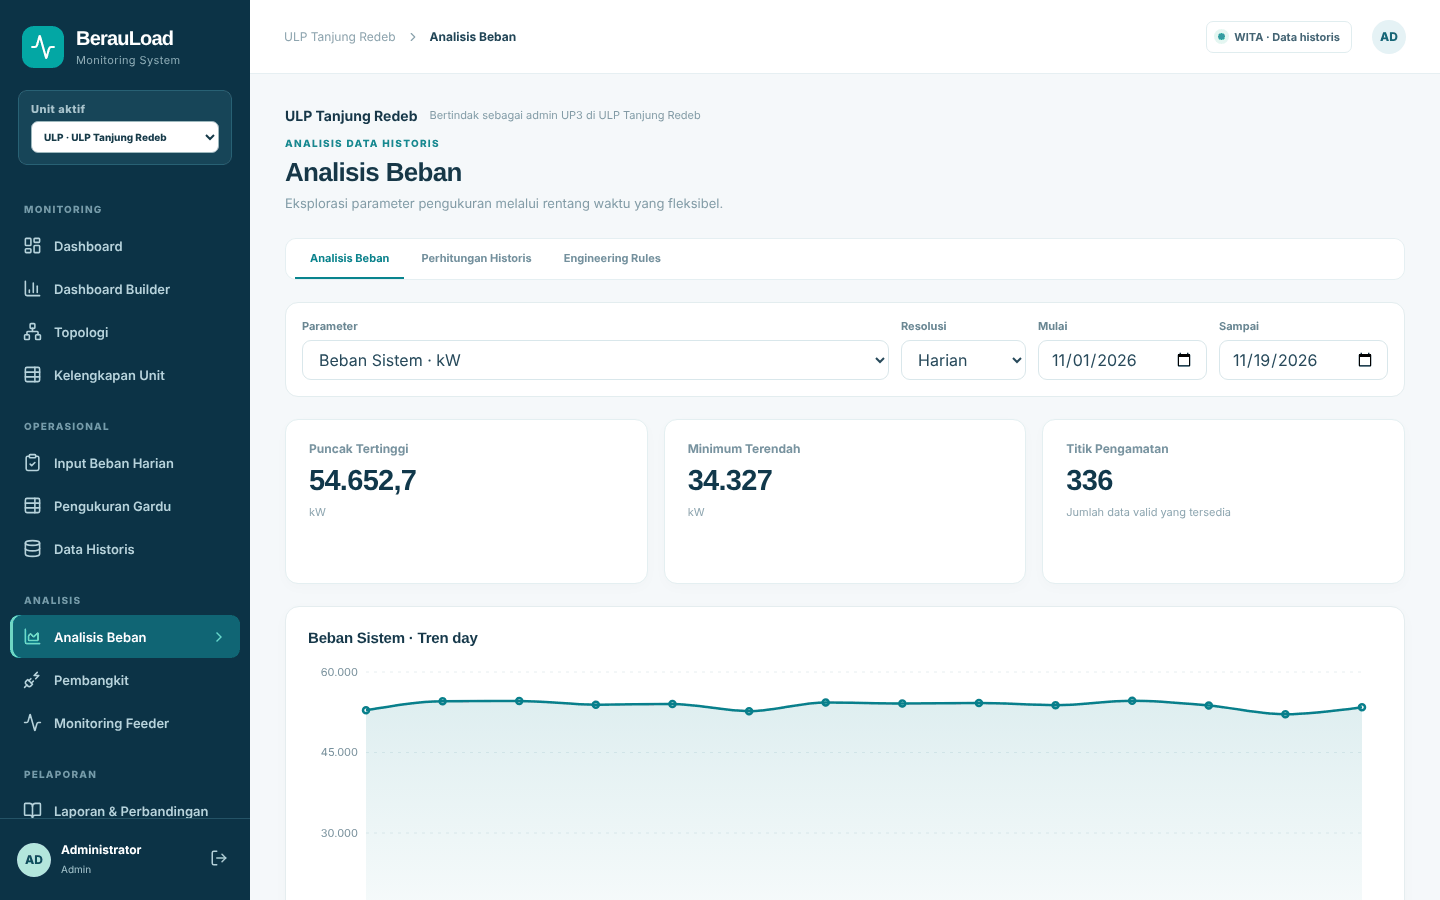 BerauLoad
Monitoring System
Unit aktif
ULP · ULP Tanjung Redeb
MONITORING
Dashboard
Dashboard Builder
Topologi
Kelengkapan Unit
OPERASIONAL
Input Beban Harian
Pengukuran Gardu
Data Historis
ANALISIS
Analisis Beban
Pembangkit
Monitoring Feeder
PELAPORAN
Laporan & Perbandingan
AD
Administrator
Admin
ULP Tanjung Redeb > Analisis Beban
WITA · Data historis
AD
ULP Tanjung Redeb Bertindak sebagai admin UP3 di ULP Tanjung Redeb
ANALISIS DATA HISTORIS
Analisis Beban
Eksplorasi parameter pengukuran melalui rentang waktu yang fleksibel.
Analisis Beban Perhitungan Historis Engineering Rules
Parameter Resolusi Mulai Sampai
Beban Sistem · kW Harian 11/01/2026 11/19/2026
Puncak Tertinggi
54.652,7
kW
Minimum Terendah
34.327
kW
Titik Pengamatan
336
Jumlah data valid yang tersedia
Beban Sistem · Tren day
60.000
45.000
30.000